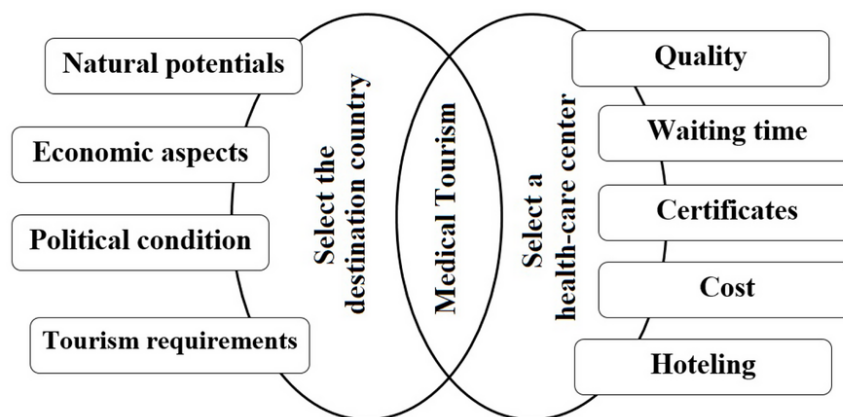 Natural potentials
Economic aspects
Political condition
Tourism requirements
Select the
destination country
Medical Tourism
Select a
health-care center
Quality
Waiting time
Certificates
Cost
Hoteling